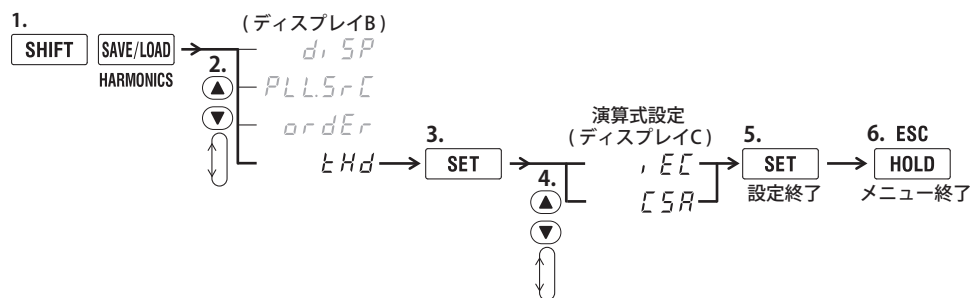 1.
SHIFT SAVE/LOAD
HARMONICS
2.
(ディスプレイB)
di SP
PLL.SrC
ordEr
tHd
3.
SET
4.
演算式設定
(ディスプレイC)
iEC
CSA
5.
SET
設定終了
6. ESC
HOLD
メニュー終了